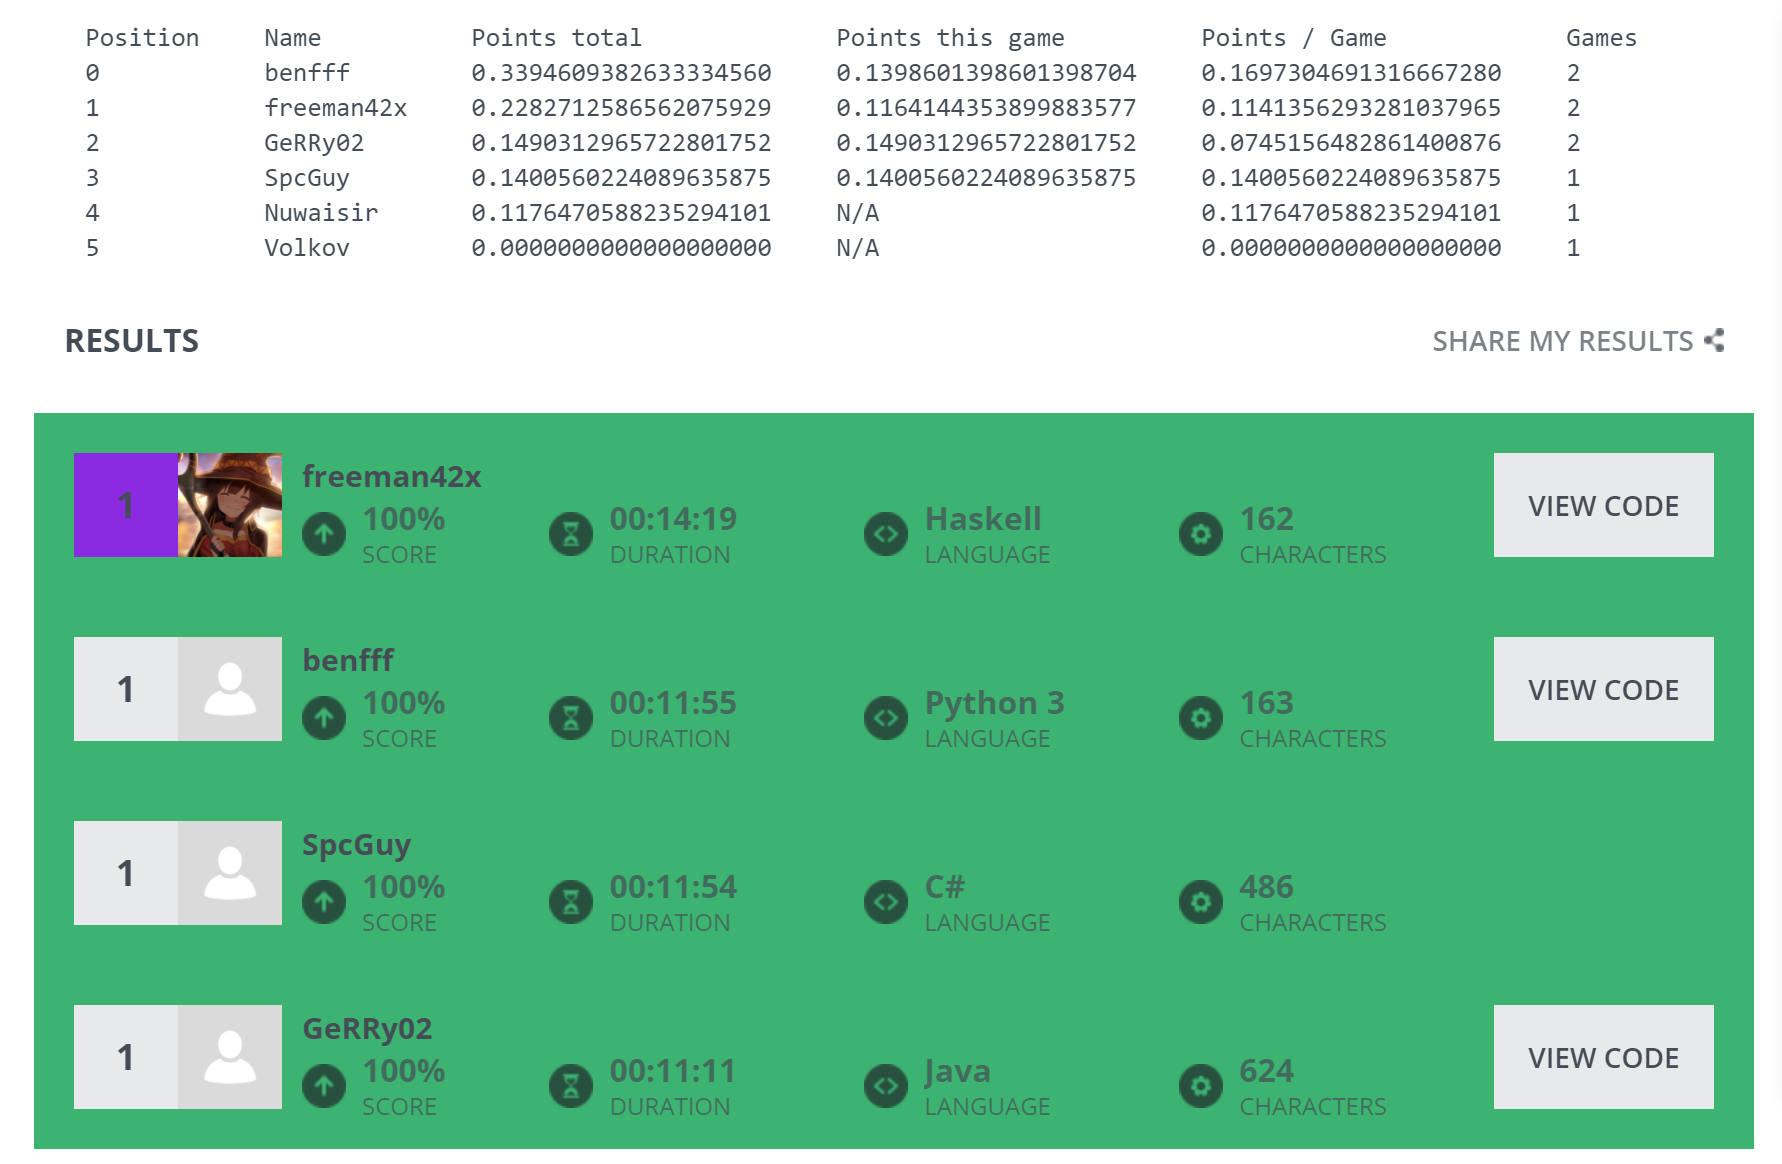 Position Name Points total Points this game Points / Game Games
0 benfff 0.3394609382633334560 0.1398601398601398704 0.1697304691316667280 2
1 freeman42x 0.2282712586562075929 0.1164144353899883577 0.1141356293281037965 2
2 GeRRy02 0.1490312965722801752 0.1490312965722801752 0.0745156482861400876 2
3 SpcGuy 0.1400560224089635875 0.1400560224089635875 0.1400560224089635875 1
4 Nuwaisir 0.1176470588235294101 N/A 0.1176470588235294101 1
5 Volkov 0.0000000000000000000 N/A 0.0000000000000000000 1
RESULTS SHARE MY RESULTS
freeman42x
1 100% 00:14:19 Haskell 162 VIEW CODE
SCORE DURATION LANGUAGE CHARACTERS
benfff
1 100% 00:11:55 Python 3 163 VIEW CODE
SCORE DURATION LANGUAGE CHARACTERS
SpcGuy
1 100% 00:11:54 C# 486
SCORE DURATION LANGUAGE CHARACTERS
GeRRy02
1 100% 00:11:11 Java 624 VIEW CODE
SCORE DURATION LANGUAGE CHARACTERS